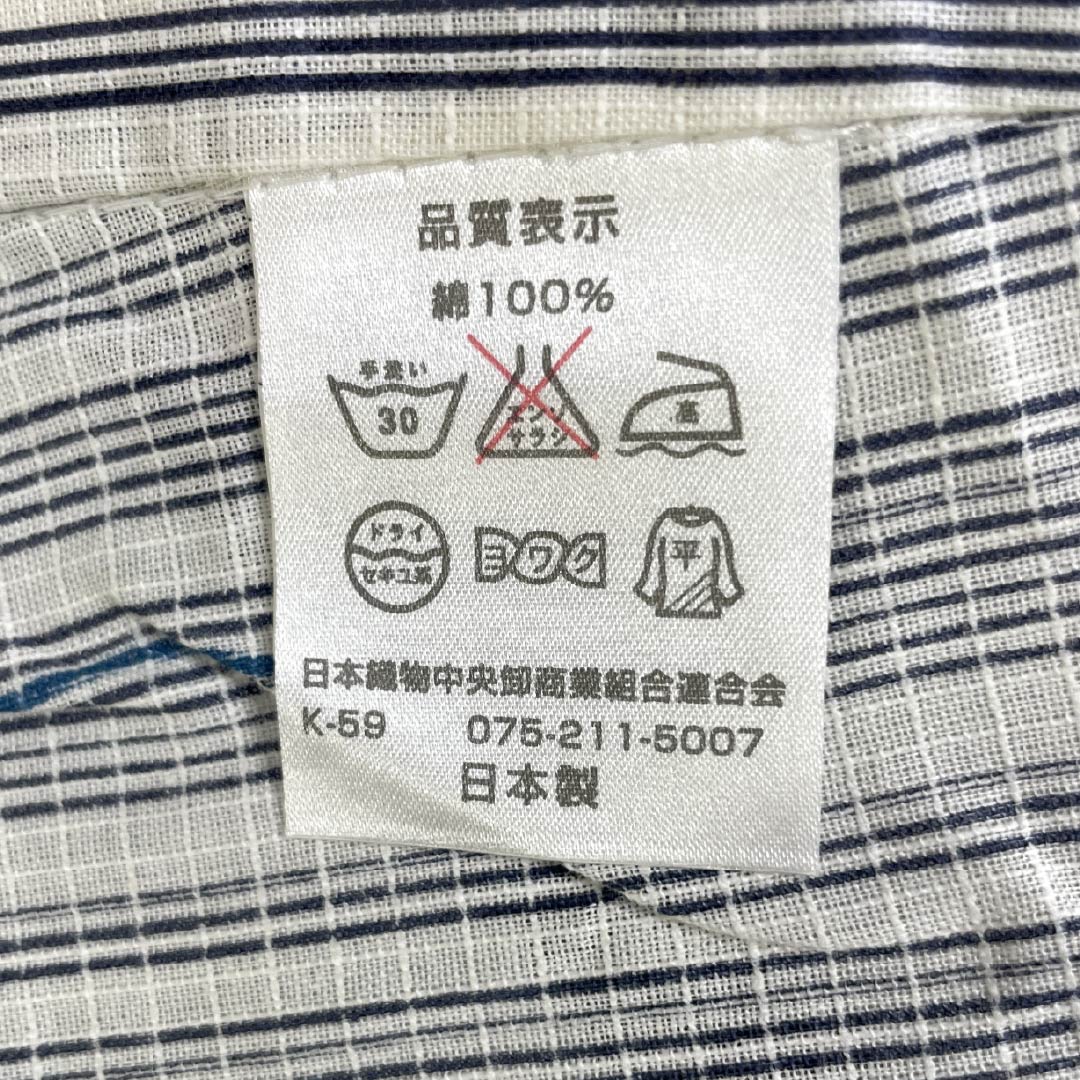 品質表示
綿100%
手洗い
30
エンソ
サラシ
高
ドライ
セキユ系
ヨワク
平
日本織物中央卸商業組合連合会
K-59 075-211-5007
日本製